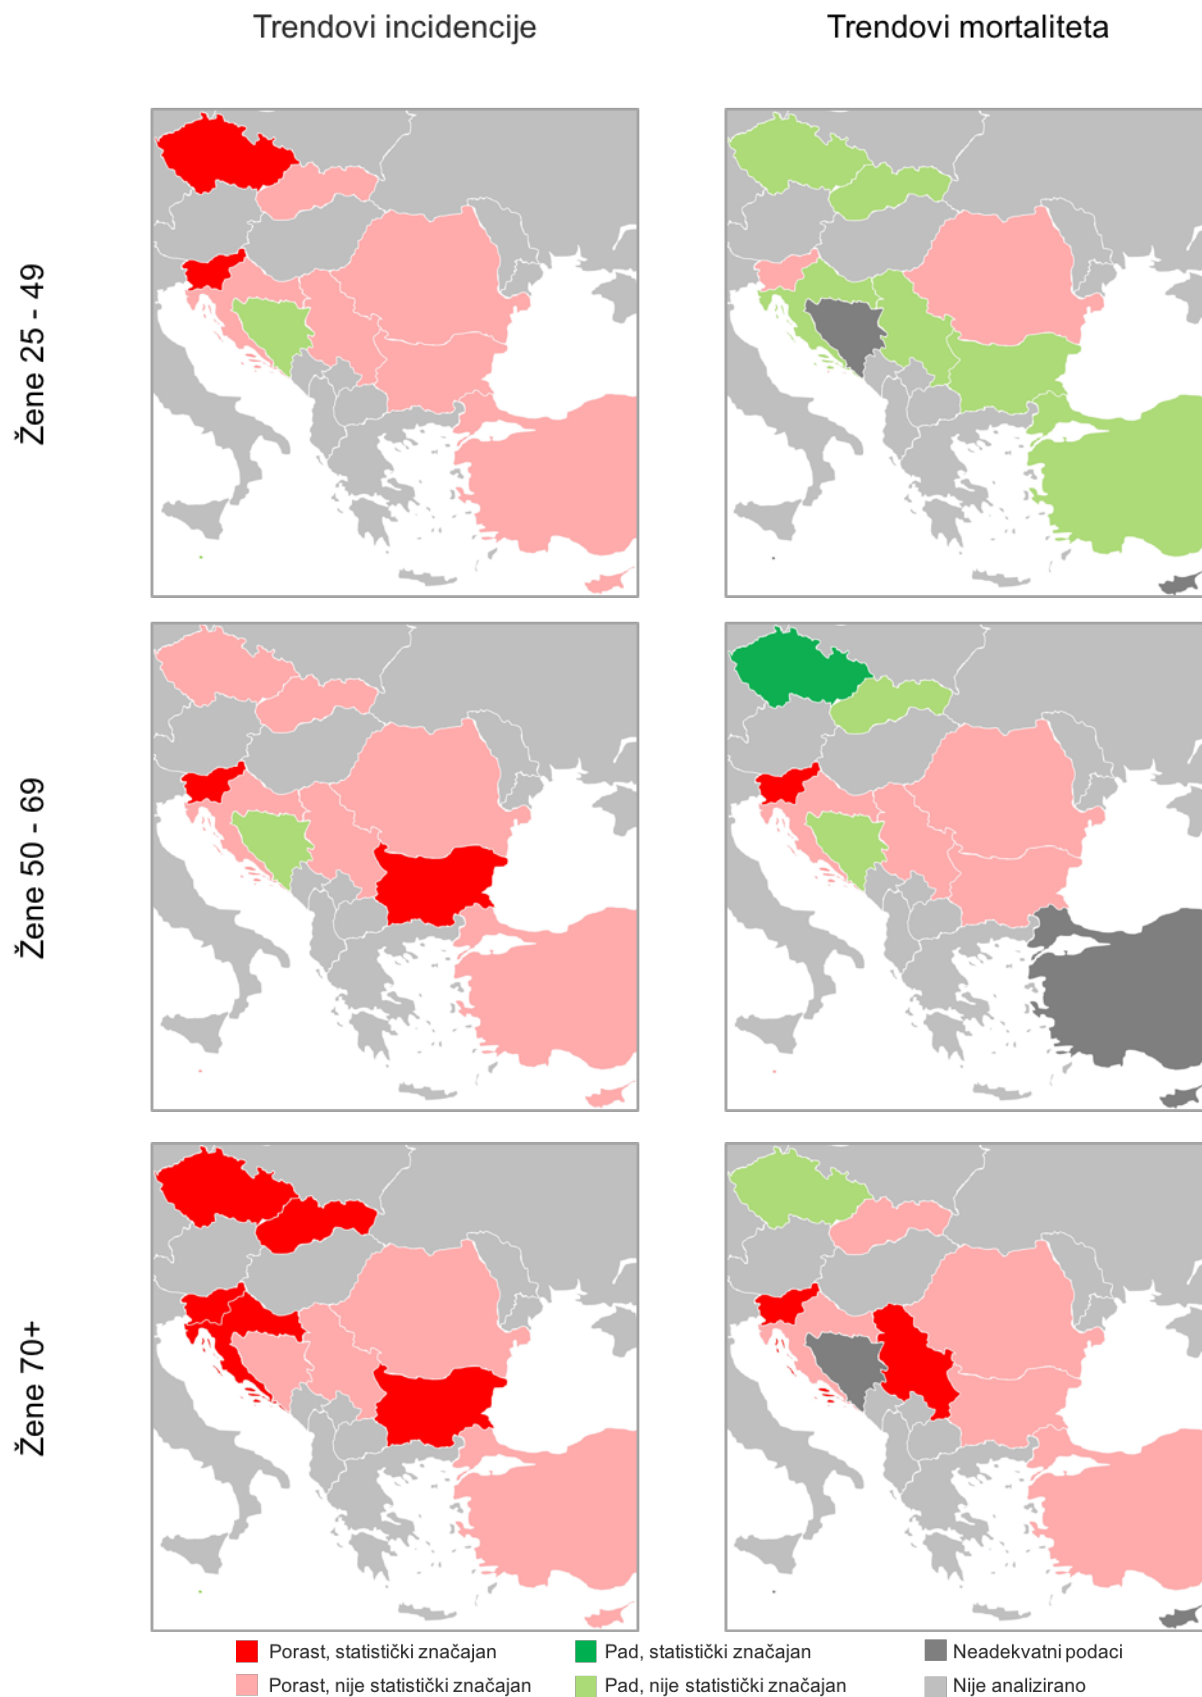 Trendovi incidencije
Trendovi mortaliteta
Žene 25 - 49
Žene 50 - 69
Žene 70+
Porast, statistički značajan
Pad, statistički značajan
Neadekvatni podaci
Porast, nije statistički značajan
Pad, nije statistički značajan
Nije analizirano